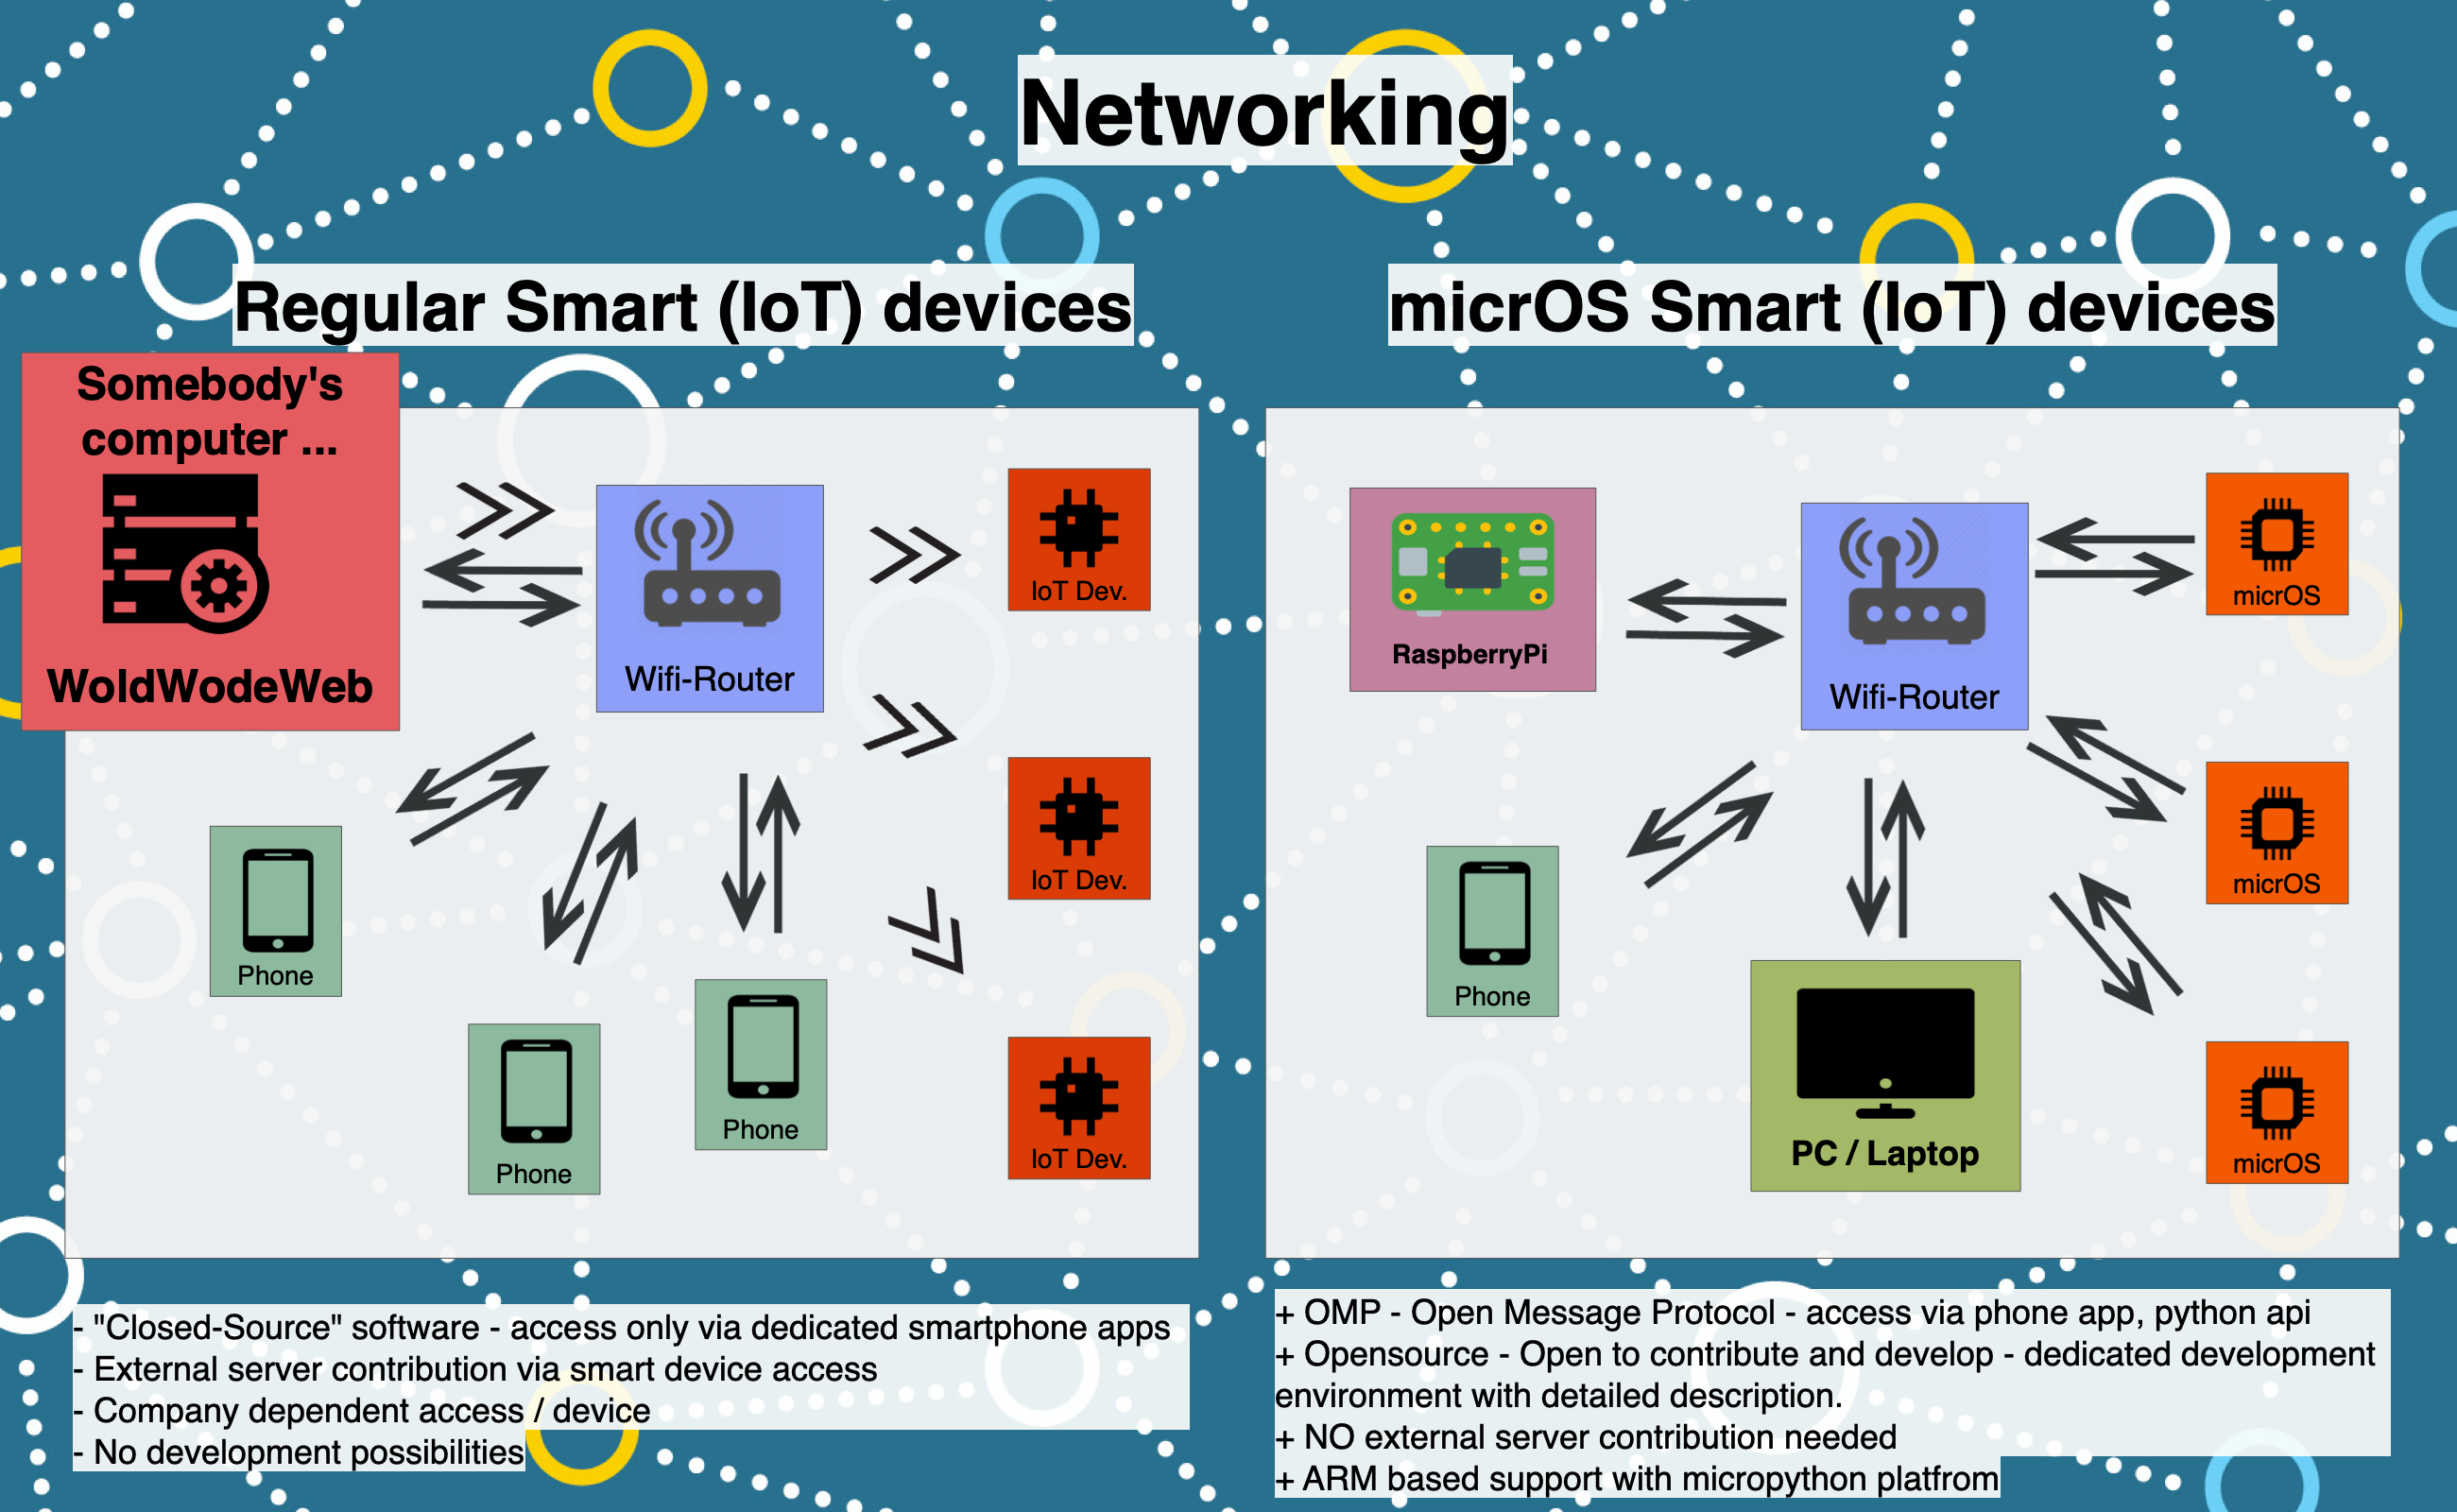 Networking
Regular Smart (IoT) devices
Somebody's
computer ...
WoldWodeWeb
Wifi-Router
IoT Dev.
IoT Dev.
IoT Dev.
Phone
Phone
Phone
- "Closed-Source" software - access only via dedicated smartphone apps
- External server contribution via smart device access
- Company dependent access / device
- No development possibilities
micrOS Smart (IoT) devices
RaspberryPi
Wifi-Router
micrOS
micrOS
micrOS
Phone
PC / Laptop
+ OMP - Open Message Protocol - access via phone app, python api
+ Opensource - Open to contribute and develop - dedicated development
environment with detailed description.
+ NO external server contribution needed
+ ARM based support with micropython platfrom